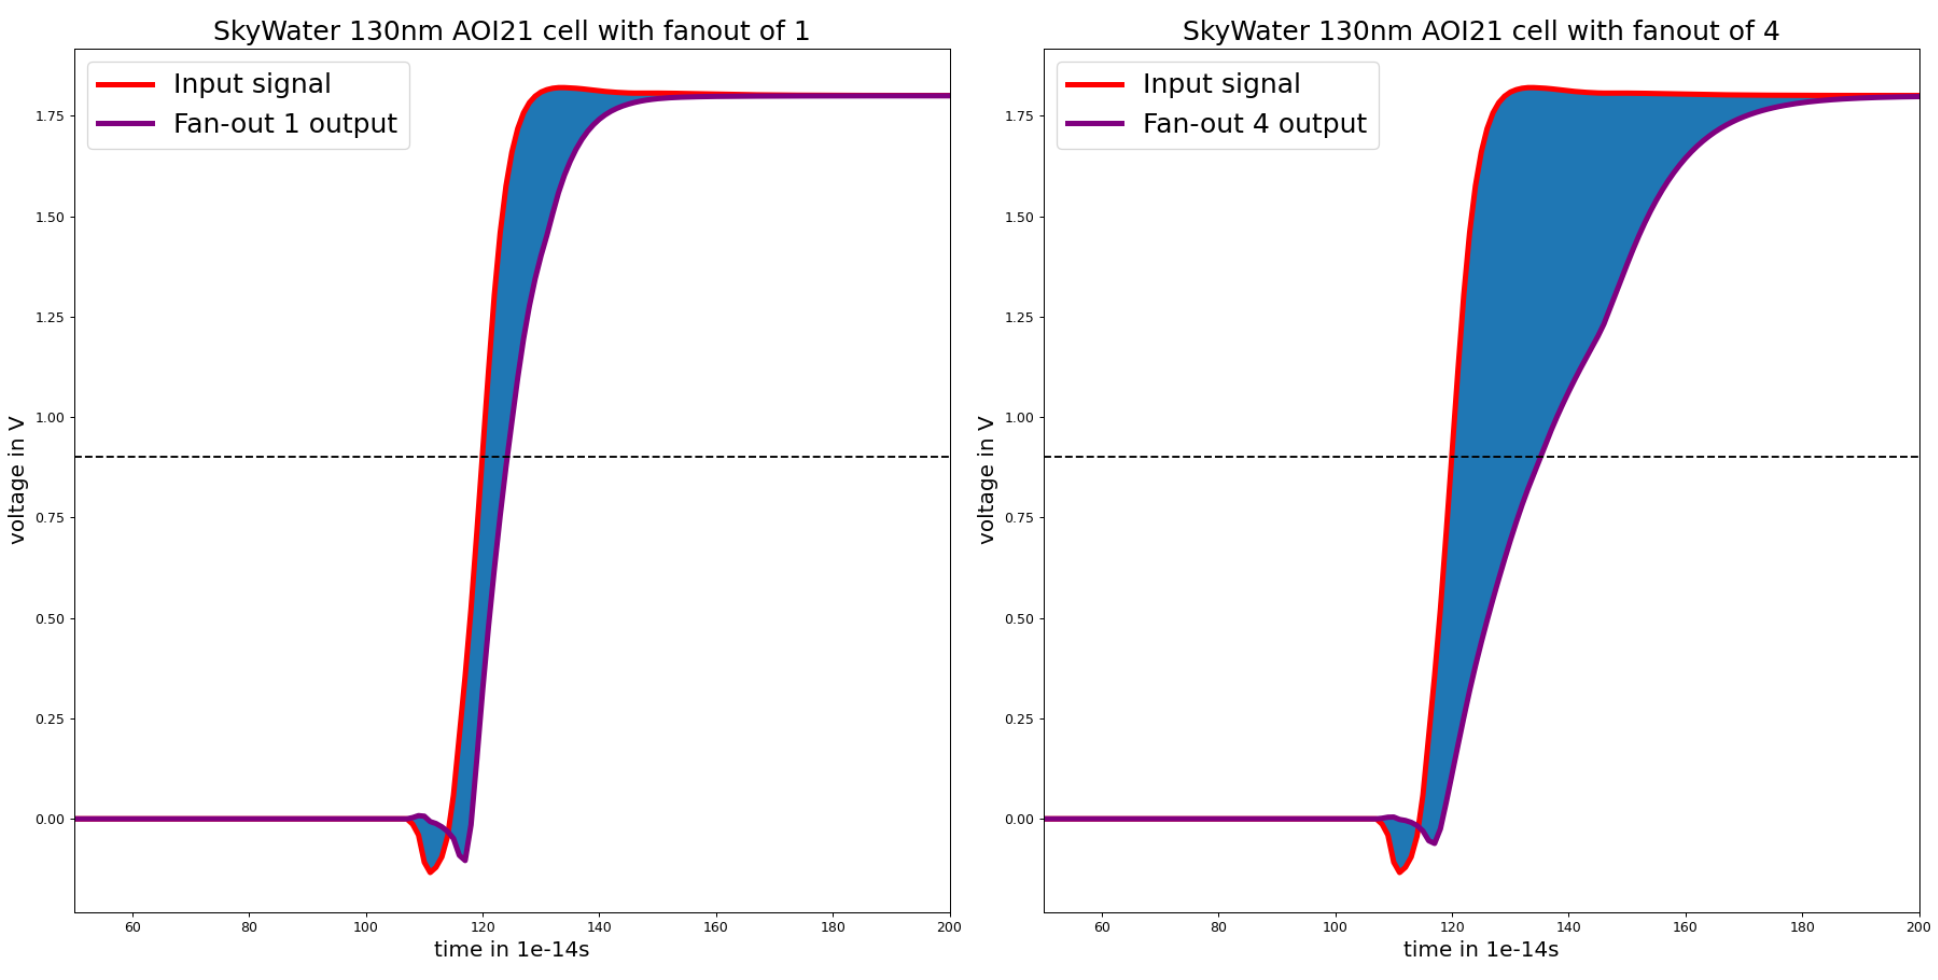 SkyWater 130nm AOI21 cell with fanout of 1
Input signal
Fan-out 1 output
voltage in V
1.75
1.50
1.25
1.00
0.75
0.50
0.25
0.00
60 80 100 120 140 160 180 200
time in 1e-14s
SkyWater 130nm AOI21 cell with fanout of 4
Input signal
Fan-out 4 output
voltage in V
1.75
1.50
1.25
1.00
0.75
0.50
0.25
0.00
60 80 100 120 140 160 180 200
time in 1e-14s